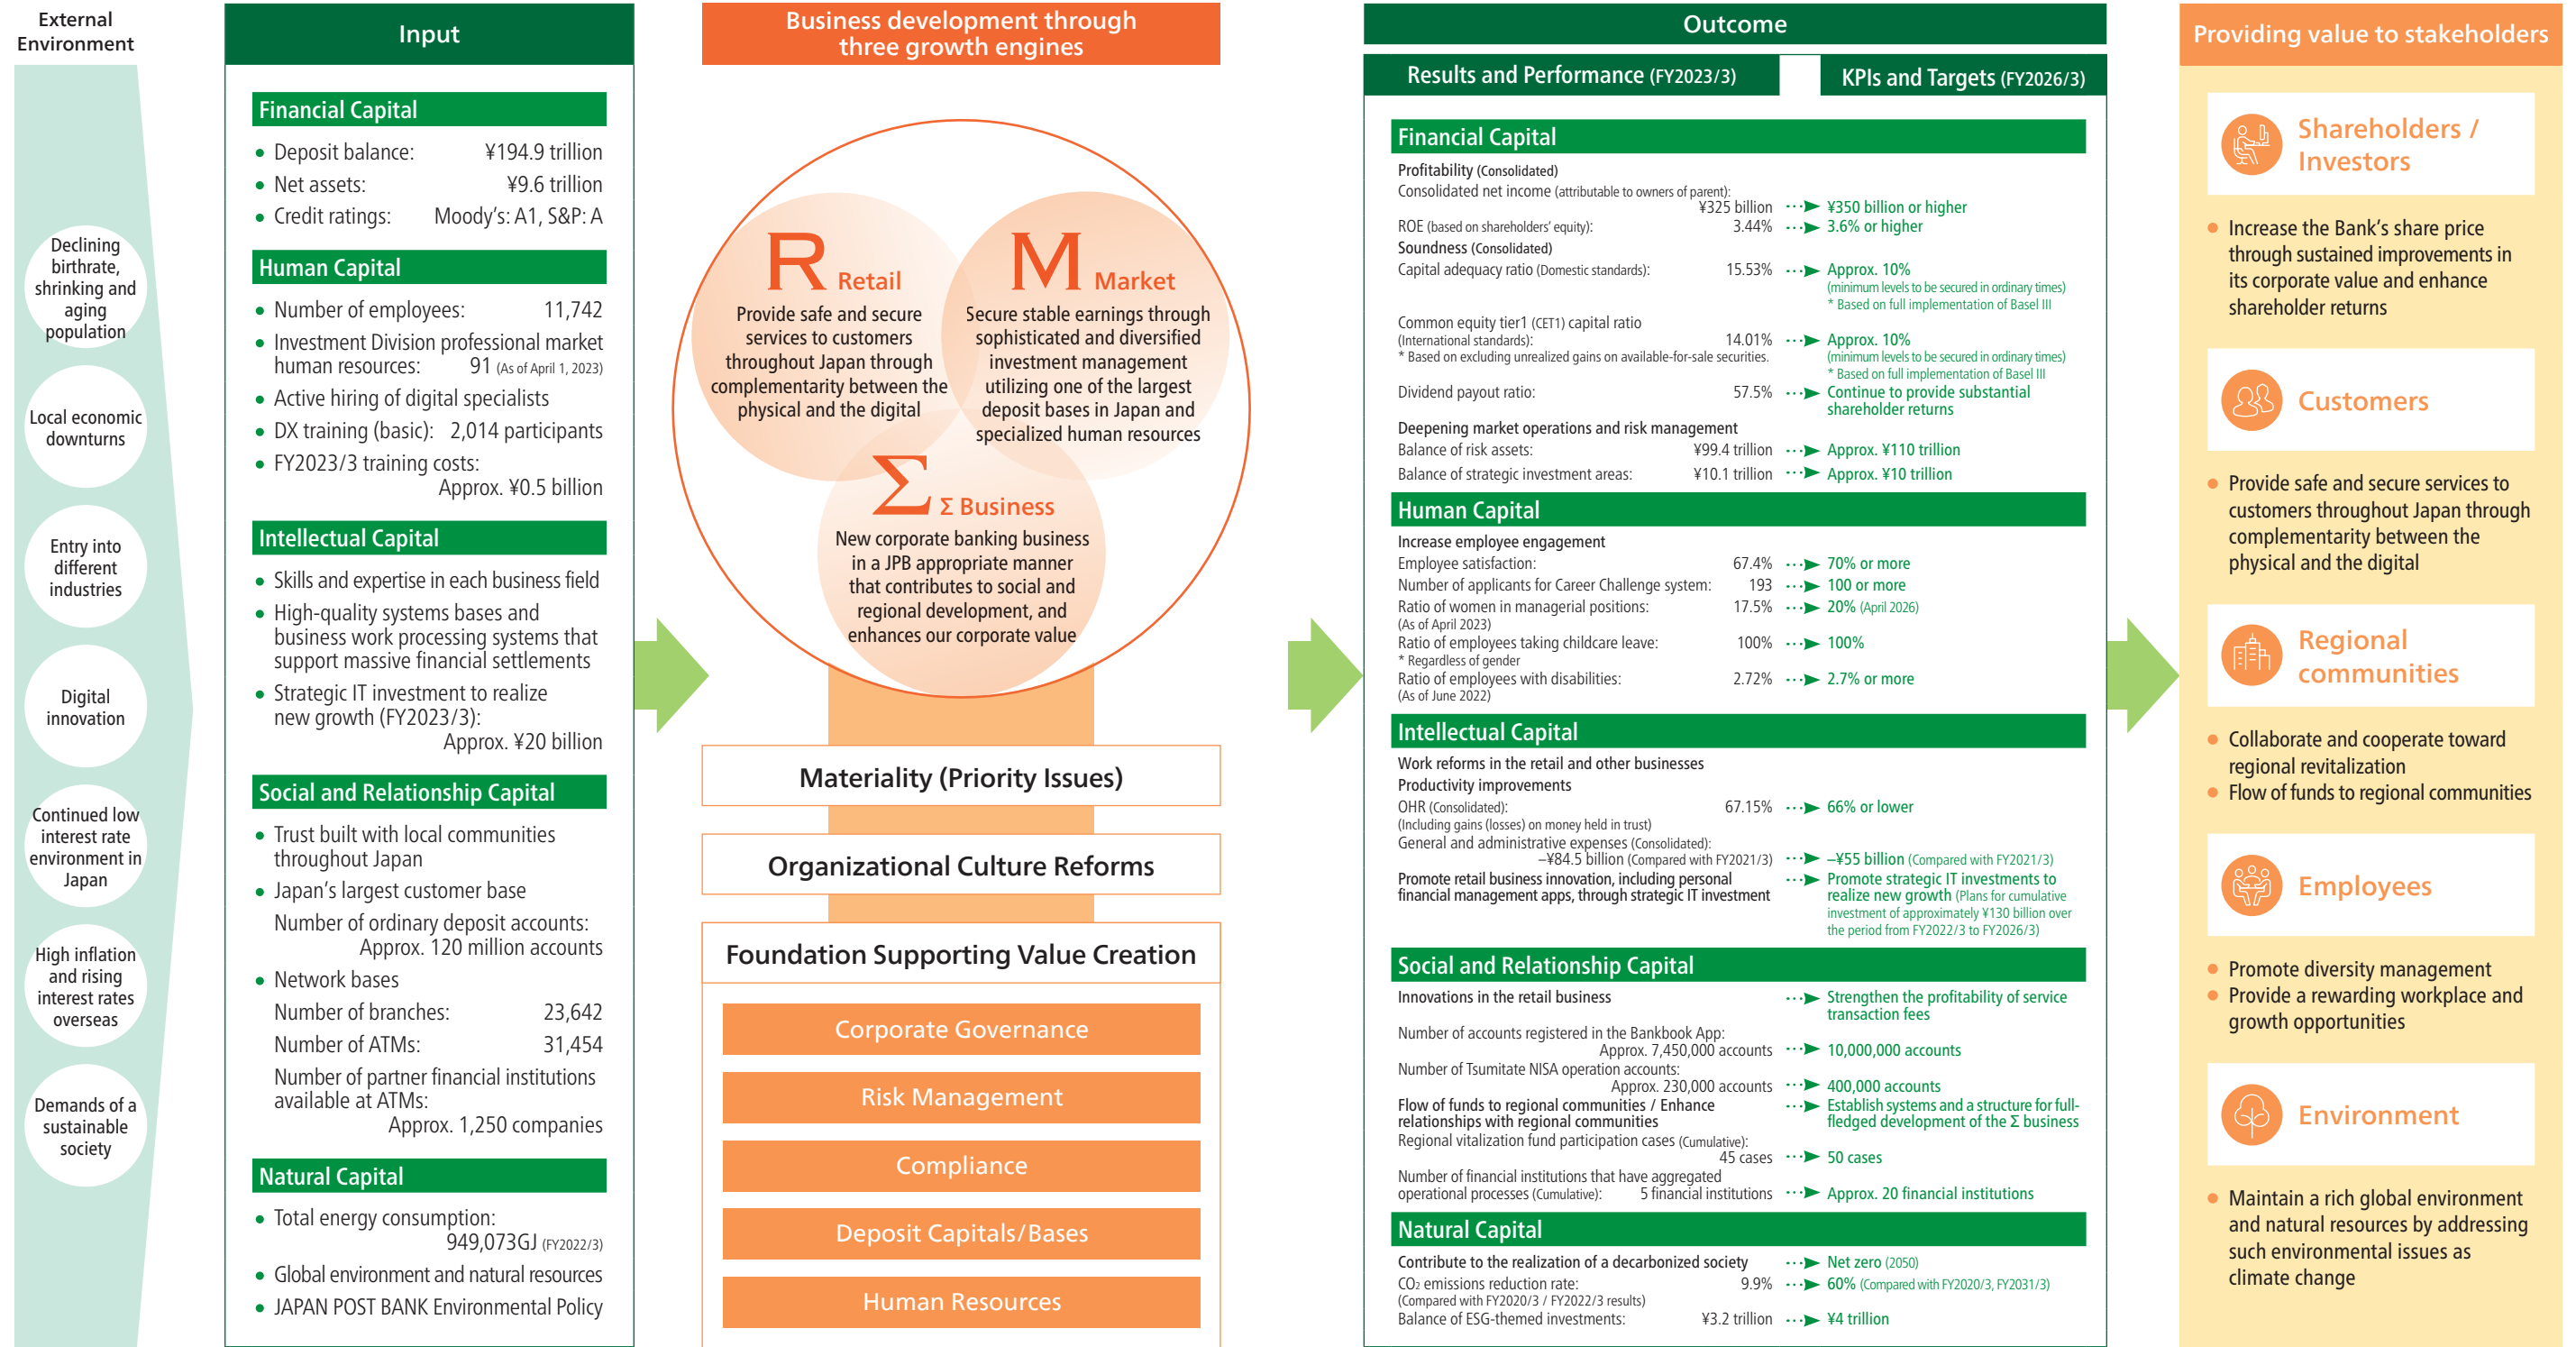 External
Environment
Declining
birthrate,
shrinking and
aging
population
Local economic
downturns
Entry into
different
industries
Digital
innovation
Continued low
interest rate
environment in
Japan
High inflation
and rising
interest rates
overseas
Demands of a
sustainable
society
Input
Financial Capital
• Deposit balance: ¥194.9 trillion
• Net assets: ¥9.6 trillion
• Credit ratings: Moody's: A1, S&P: A
Human Capital
• Number of employees: 11,742
• Investment Division professional market
human resources: 91 (As of April 1, 2023)
• Active hiring of digital specialists
• DX training (basic): 2,014 participants
• FY2023/3 training costs:
Approx. ¥0.5 billion
Intellectual Capital
• Skills and expertise in each business field
• High-quality systems bases and
business work processing systems that
support massive financial settlements
• Strategic IT investment to realize
new growth (FY2023/3):
Approx. ¥20 billion
Social and Relationship Capital
• Trust built with local communities
throughout Japan
• Japan's largest customer base
Number of ordinary deposit accounts:
Approx. 120 million accounts
• Network bases
Number of branches: 23,642
Number of ATMs: 31,454
Number of partner financial institutions
available at ATMs:
Approx. 1,250 companies
Natural Capital
• Total energy consumption:
949,073GJ (FY2022/3)
• Global environment and natural resources
• JAPAN POST BANK Environmental Policy
Business development through
three growth engines
R Retail
Provide safe and secure
services to customers
throughout Japan through
complementarity between the
physical and the digital
M Market
Secure stable earnings through
sophisticated and diversified
investment management
utilizing one of the largest
deposit bases in Japan and
specialized human resources
Σ Σ Business
New corporate banking business
in a JPB appropriate manner
that contributes to social and
regional development, and
enhances our corporate value
Materiality (Priority Issues)
Organizational Culture Reforms
Foundation Supporting Value Creation
Corporate Governance
Risk Management
Compliance
Deposit Capitals/Bases
Human Resources
Outcome
Results and Performance (FY2023/3) KPIs and Targets (FY2026/3)
Financial Capital
Profitability (Consolidated)
Consolidated net income (attributable to owners of parent):
¥325 billion ¥350 billion or higher
ROE (based on shareholders' equity): 3.44% 3.6% or higher
Soundness (Consolidated)
Capital adequacy ratio (Domestic standards): 15.53% Approx. 10%
(minimum levels to be secured in ordinary times)
* Based on full implementation of Basel III
Common equity tier1 (CET1) capital ratio
(International standards): 14.01% Approx. 10%
* Based on excluding unrealized gains on available-for-sale securities. (minimum levels to be secured in ordinary times)
* Based on full implementation of Basel III
Dividend payout ratio: 57.5% Continue to provide substantial
shareholder returns
Deepening market operations and risk management
Balance of risk assets: ¥99.4 trillion Approx. ¥110 trillion
Balance of strategic investment areas: ¥10.1 trillion Approx. ¥10 trillion
Human Capital
Increase employee engagement
Employee satisfaction: 67.4% 70% or more
Number of applicants for Career Challenge system: 193 100 or more
Ratio of women in managerial positions: 17.5% 20% (April 2026)
(As of April 2023)
Ratio of employees taking childcare leave: 100% 100%
* Regardless of gender
Ratio of employees with disabilities: 2.72% 2.7% or more
(As of June 2022)
Intellectual Capital
Work reforms in the retail and other businesses
Productivity improvements
OHR (Consolidated): 67.15% 66% or lower
(Including gains (losses) on money held in trust)
General and administrative expenses (Consolidated):
–¥84.5 billion (Compared with FY2021/3) –¥55 billion (Compared with FY2021/3)
Promote retail business innovation, including personal Promote strategic IT investments to
financial management apps, through strategic IT investment realize new growth (Plans for cumulative
investment of approximately ¥130 billion over
the period from FY2022/3 to FY2026/3)
Social and Relationship Capital
Innovations in the retail business Strengthen the profitability of service
transaction fees
Number of accounts registered in the Bankbook App:
Approx. 7,450,000 accounts 10,000,000 accounts
Number of Tsumitate NISA operation accounts:
Approx. 230,000 accounts 400,000 accounts
Flow of funds to regional communities / Enhance Establish systems and a structure for full-
relationships with regional communities fledged development of the Σ business
Regional vitalization fund participation cases (Cumulative):
45 cases 50 cases
Number of financial institutions that have aggregated
operational processes (Cumulative): 5 financial institutions Approx. 20 financial institutions
Natural Capital
Contribute to the realization of a decarbonized society Net zero (2050)
CO2 emissions reduction rate: 9.9% 60% (Compared with FY2020/3, FY2031/3)
(Compared with FY2020/3 / FY2022/3 results)
Balance of ESG-themed investments: ¥3.2 trillion ¥4 trillion
Providing value to stakeholders
Shareholders /
Investors
• Increase the Bank's share price
through sustained improvements in
its corporate value and enhance
shareholder returns
Customers
• Provide safe and secure services to
customers throughout Japan through
complementarity between the
physical and the digital
Regional
communities
• Collaborate and cooperate toward
regional revitalization
• Flow of funds to regional communities
Employees
• Promote diversity management
• Provide a rewarding workplace and
growth opportunities
Environment
• Maintain a rich global environment
and natural resources by addressing
such environmental issues as
climate change